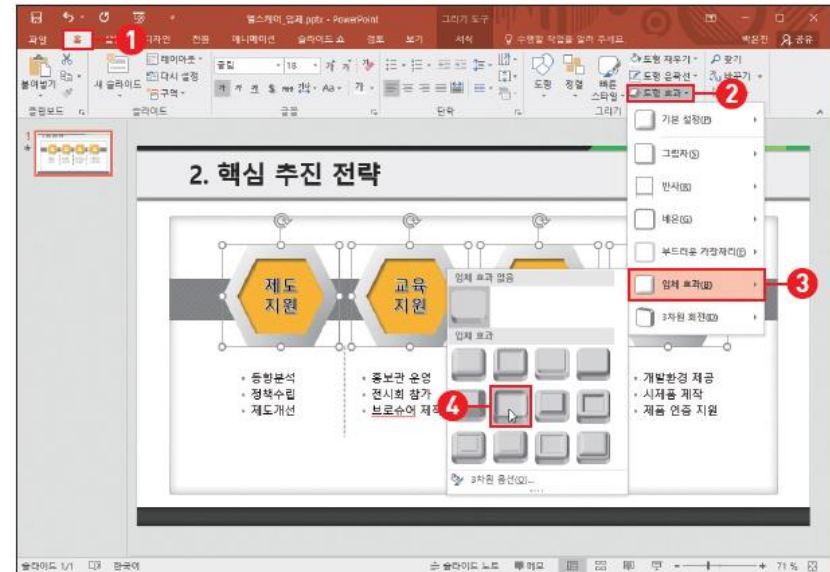 헬스케어_입체.pptx - PowerPoint
그리기 도구
파일
홈
1
디자인
전환
애니메이션
슬라이드 쇼
검토
보기
서식
수행할 작업을 알려 주세요.
박은진
공유
붙여넣기
새 슬라이드
레이아웃
다시 설정
구역
굴림
18
도형
정렬
빠른 스타일
도형 채우기
도형 윤곽선
도형 효과
2
찾기
바꾸기
클립보드
슬라이드
글꼴
단락
그리기
1
기본 설정(P)
그림자(S)
반사(R)
네온(G)
부드러운 가장자리(E)
입체 효과(B)
3
3차원 회전(D)
2. 핵심 추진 전략
제도
지원
교육
지원
입체 효과 없음
입체 효과
4
3차원 옵션(O)...
• 동향분석
• 정책수립
• 제도개선
• 홍보관 운영
• 전시회 참가
• 브로슈어 제작
• 개발환경 제공
• 시제품 제작
• 제품 인증 지원
슬라이드 1/1
한국어
슬라이드 노트
메모
71 %